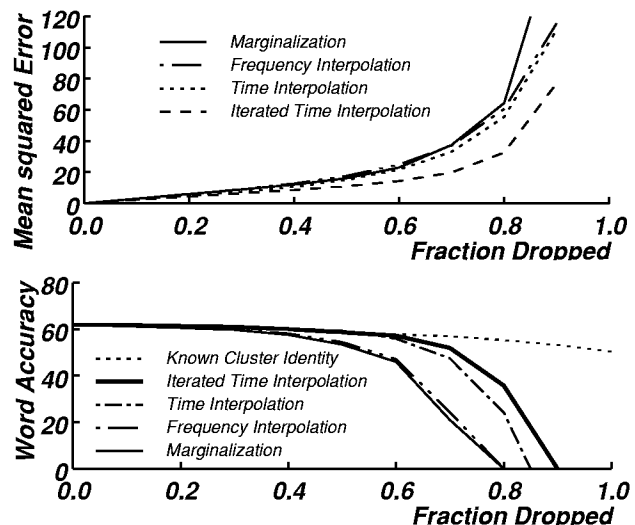 Mean squared Error
120
100
80
60
40
20
0
Marginalization
Frequency Interpolation
Time Interpolation
Iterated Time Interpolation
0.0 0.2 0.4 0.6 0.8 1.0
Fraction Dropped
Word Accuracy
80
60
40
20
0
Known Cluster Identity
Iterated Time Interpolation
Time Interpolation
Frequency Interpolation
Marginalization
0.0 0.2 0.4 0.6 0.8 1.0
Fraction Dropped